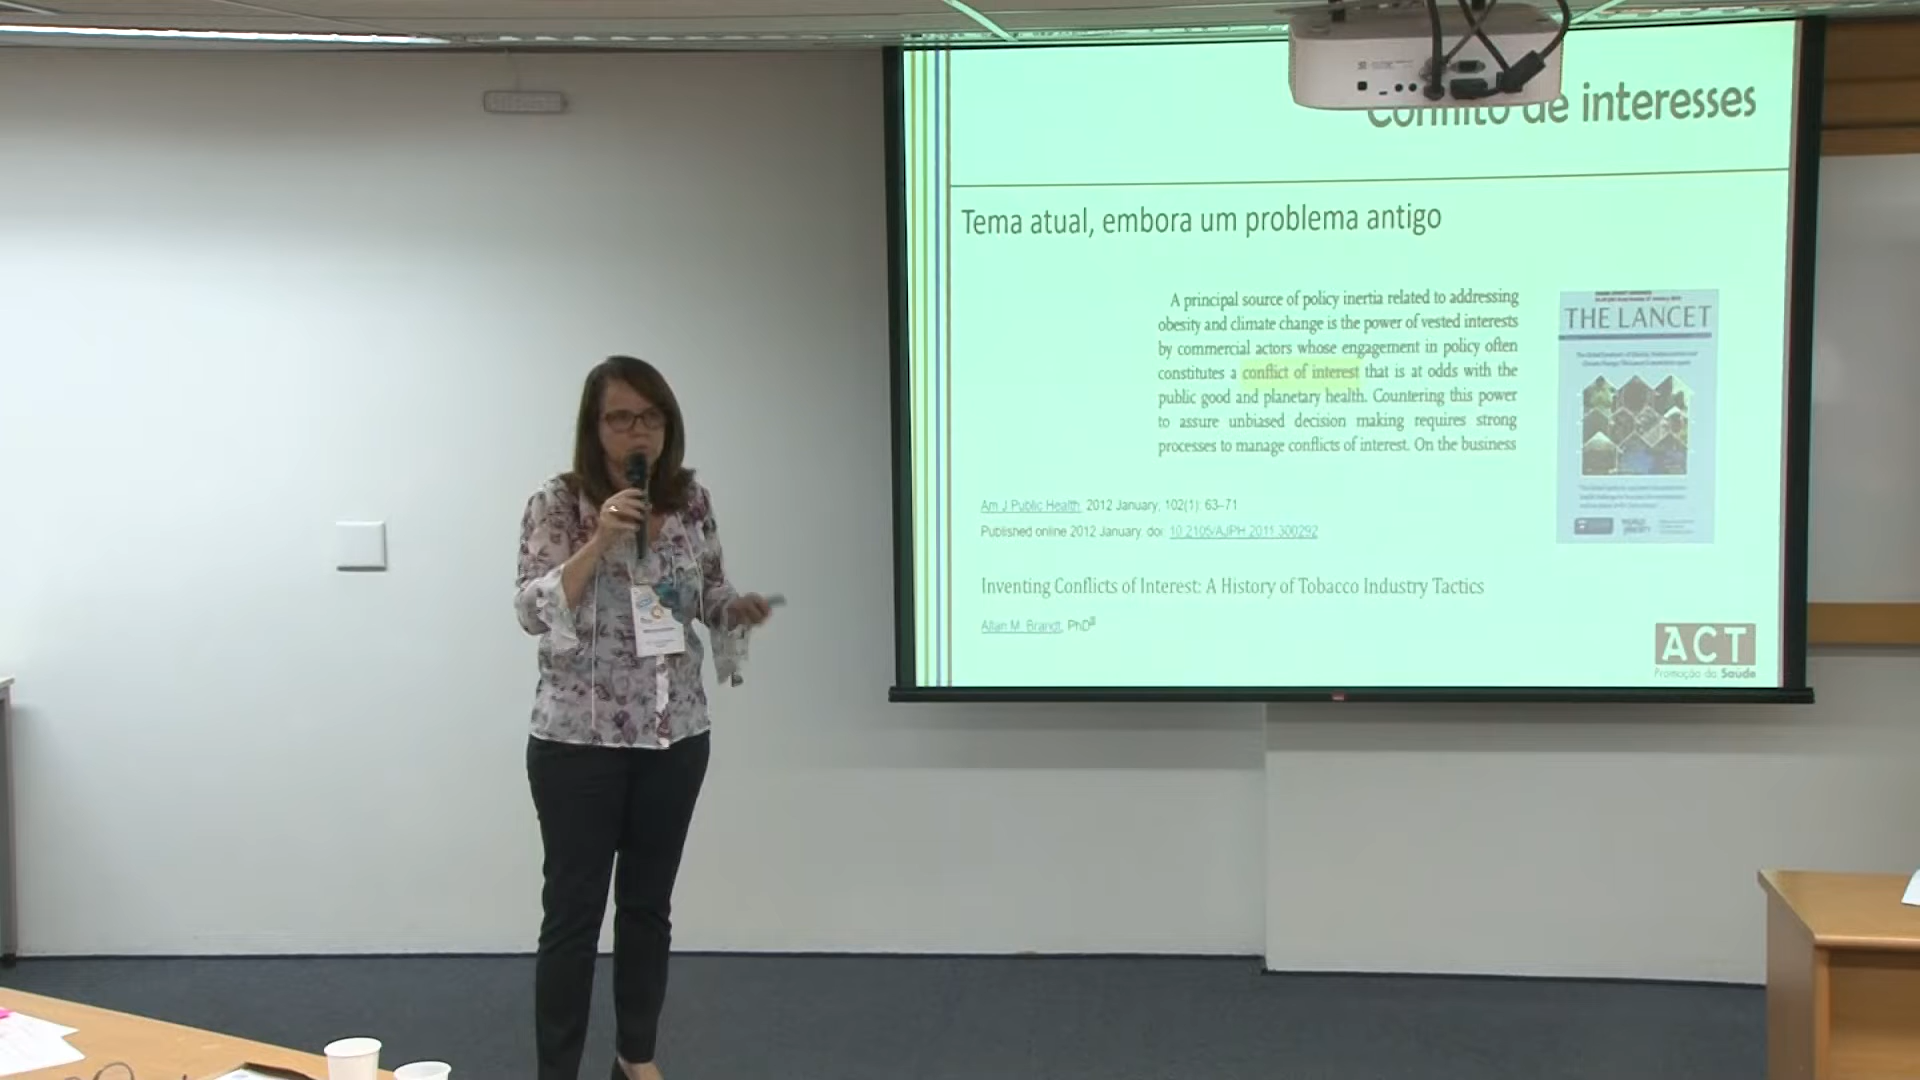 Conflito de interesses
Tema atual, embora um problema antigo
A principal source of policy inertia related to addressing
obesity and climate change is the power of vested interests
by commercial actors whose engagement in policy often
constitutes a conflict of interest that is at odds with the
public good and planetary health. Countering this power
to assure unbiased decision making requires strong
processes to manage conflicts of interest. On the business
THE LANCET
Am J Public Health. 2012 January; 102(1): 63–71
Published online 2012 January. doi: 10.2105/AJPH.2011.300292
Inventing Conflicts of Interest: A History of Tobacco Industry Tactics
Allan M. Brandt, PhD
ACT
Promoção da Saúde